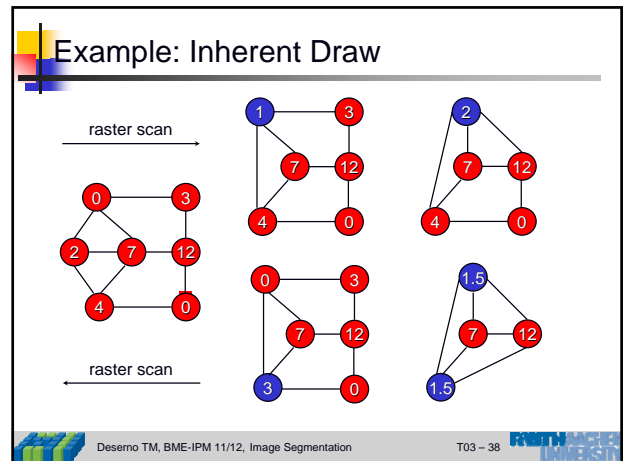 Example: Inherent Draw
raster scan
1 3
7 12
4 0
2
7 12
4 0
0 3
2 7 12
4 0
0 3
7 12
3 0
1.5
7 12
1.5
raster scan
Deserno TM, BME-IPM 11/12, Image Segmentation
T03 – 38